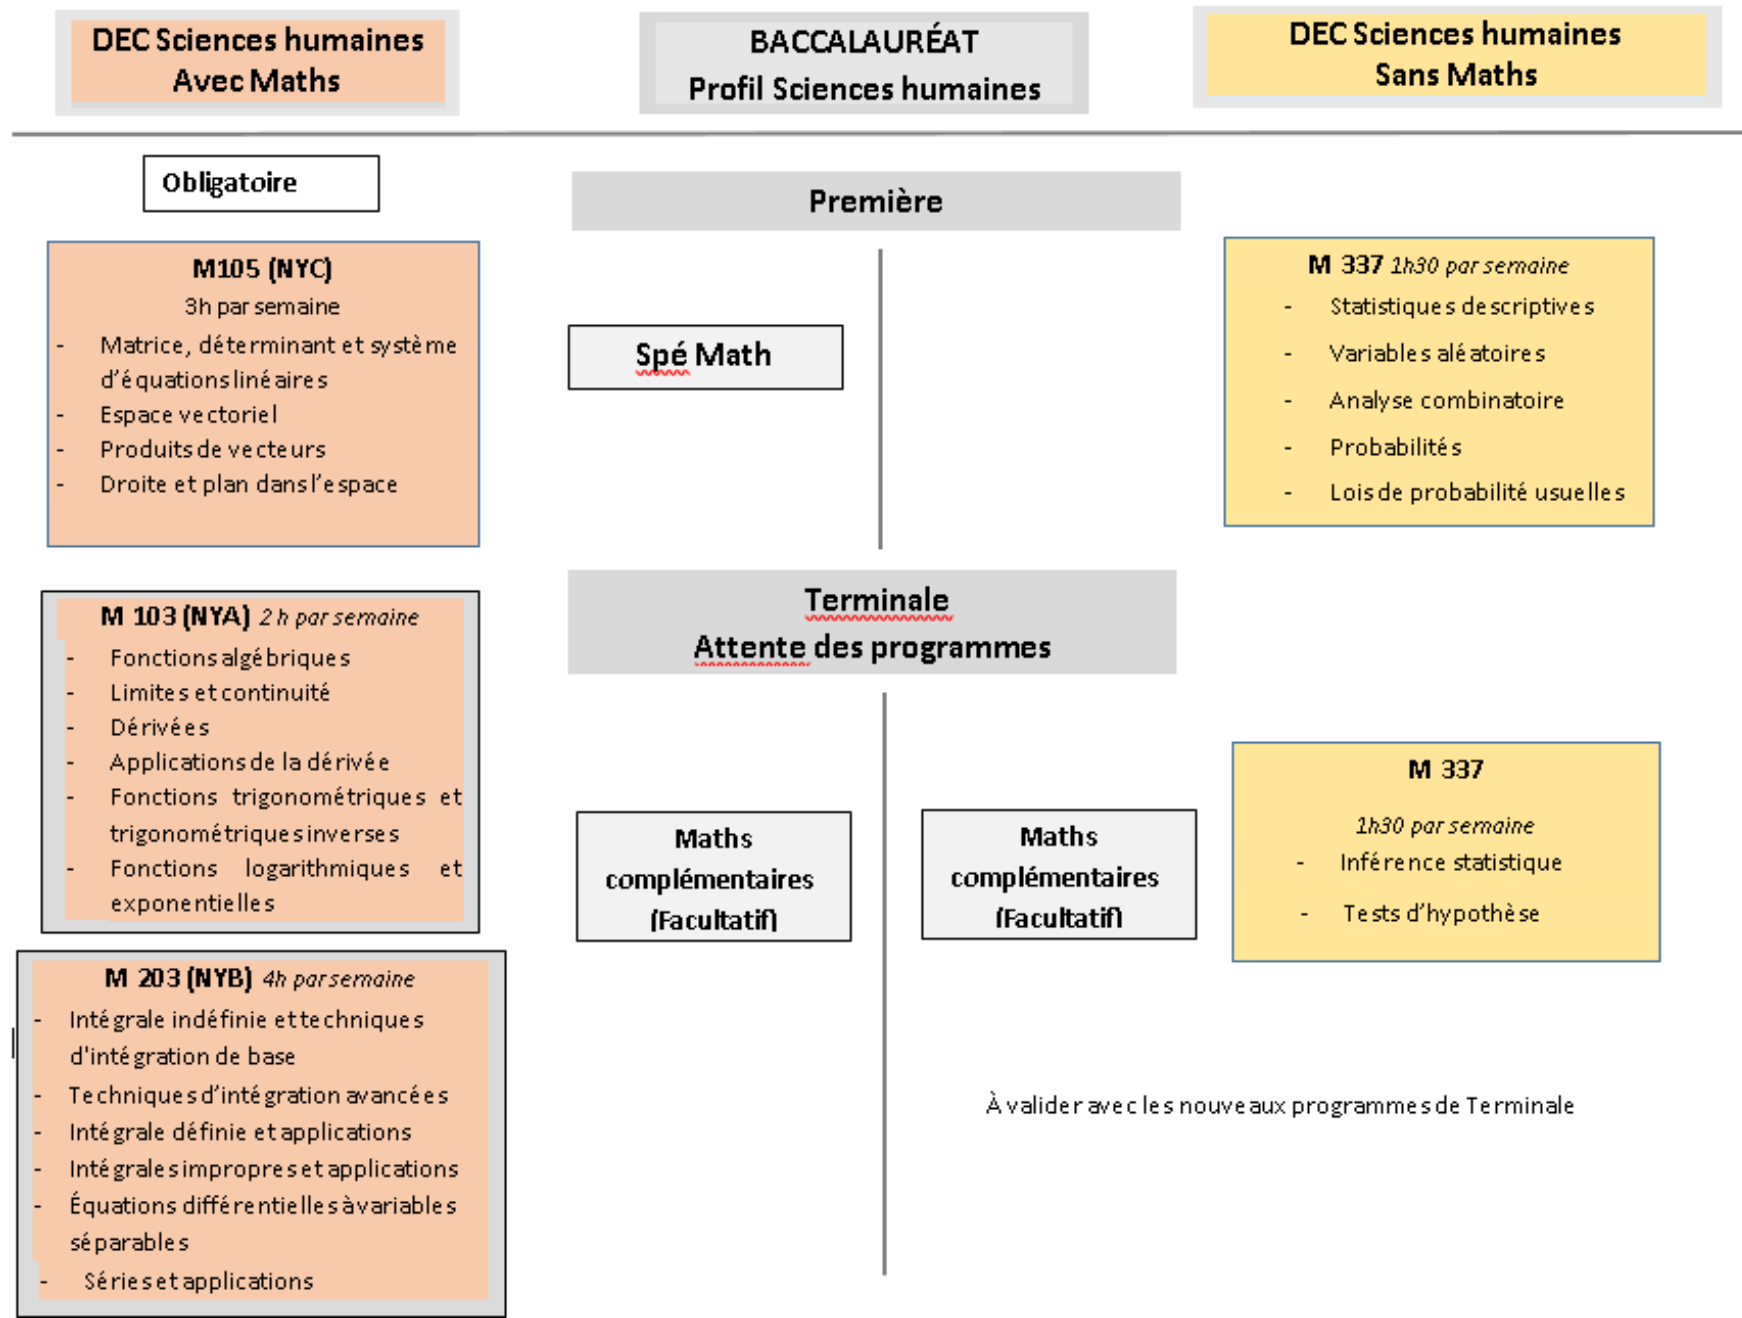 DEC Sciences humaines
Avec Maths
BACCALAURÉAT
Profil Sciences humaines
DEC Sciences humaines
Sans Maths
Obligatoire
Première
M105 (NYC)
3h par semaine
- Matrice, déterminant et système
d'équations linéaires
- Espace vectoriel
- Produits de vecteurs
- Droite et plan dans l'espace
Spé Math
M 337 1h30 par semaine
- Statistiques descriptives
- Variables aléatoires
- Analyse combinatoire
- Probabilités
- Lois de probabilité usuelles
Terminale
Attente des programmes
M 103 (NYA) 2 h par semaine
- Fonctions algébriques
- Limites et continuité
- Dérivées
- Applications de la dérivée
- Fonctions trigonométriques et
trigonométriques inverses
- Fonctions logarithmiques et
exponentielles
Maths
complémentaires
(Facultatif)
Maths
complémentaires
(Facultatif)
M 337
1h30 par semaine
- Inférence statistique
- Tests d'hypothèse
M 203 (NYB) 4h par semaine
- Intégrale indéfinie et techniques
d'intégration de base
- Techniques d'intégration avancées
- Intégrale définie et applications
- Intégrales impropres et applications
- Équations différentielles à variables
séparables
- Séries et applications
À valider avec les nouveaux programmes de Terminale